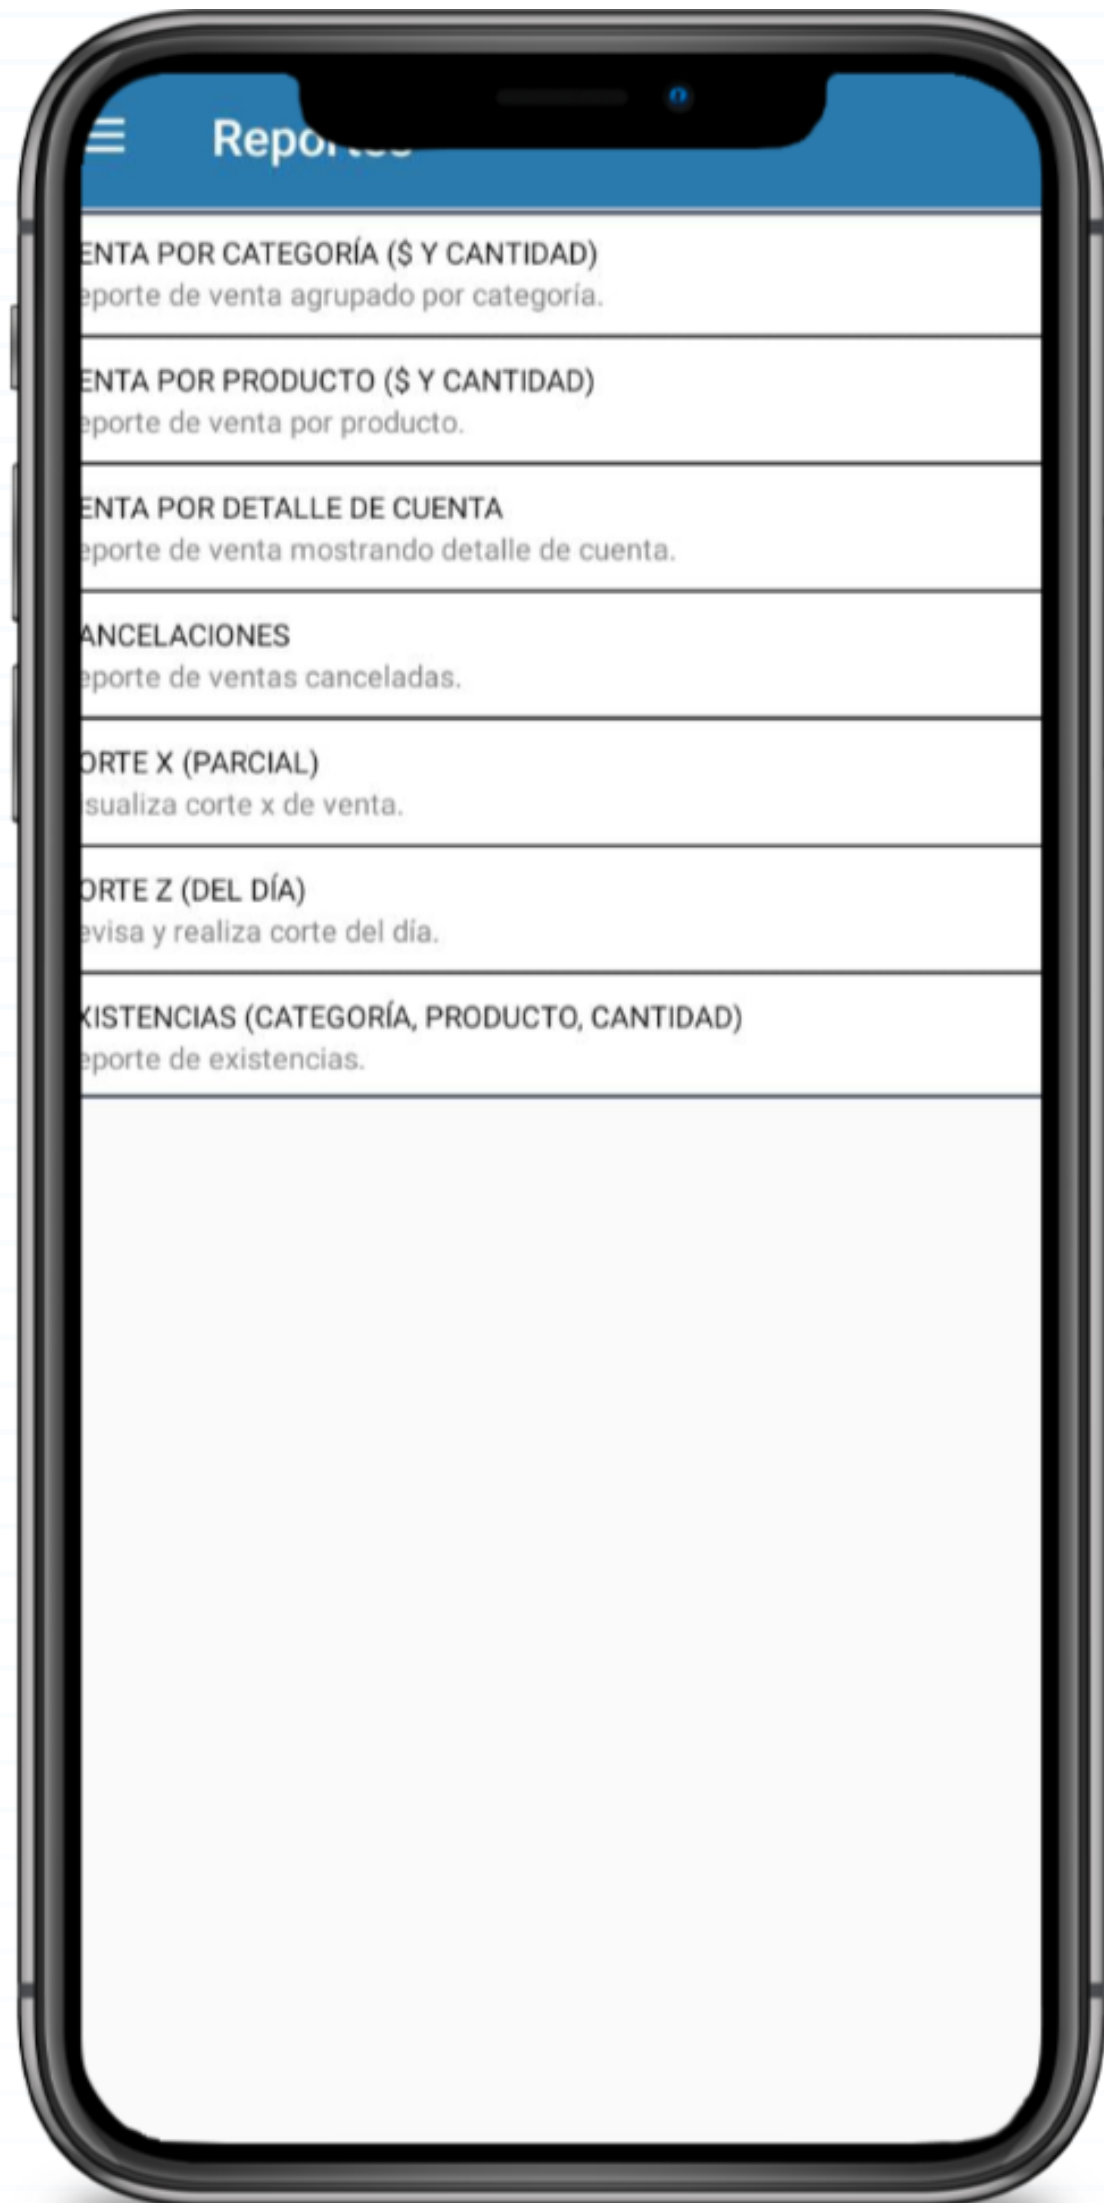 ENTA POR CATEGORÍA ($ Y CANTIDAD)
eporte de venta agrupado por categoría.
ENTA POR PRODUCTO ($ Y CANTIDAD)
eporte de venta por producto.
ENTA POR DETALLE DE CUENTA
eporte de venta mostrando detalle de cuenta.
ANCELACIONES
eporte de ventas canceladas.
ORTE X (PARCIAL)
sualiza corte x de venta.
ORTE Z (DEL DÍA)
evisa y realiza corte del día.
XISTENCIAS (CATEGORÍA, PRODUCTO, CANTIDAD)
eporte de existencias.